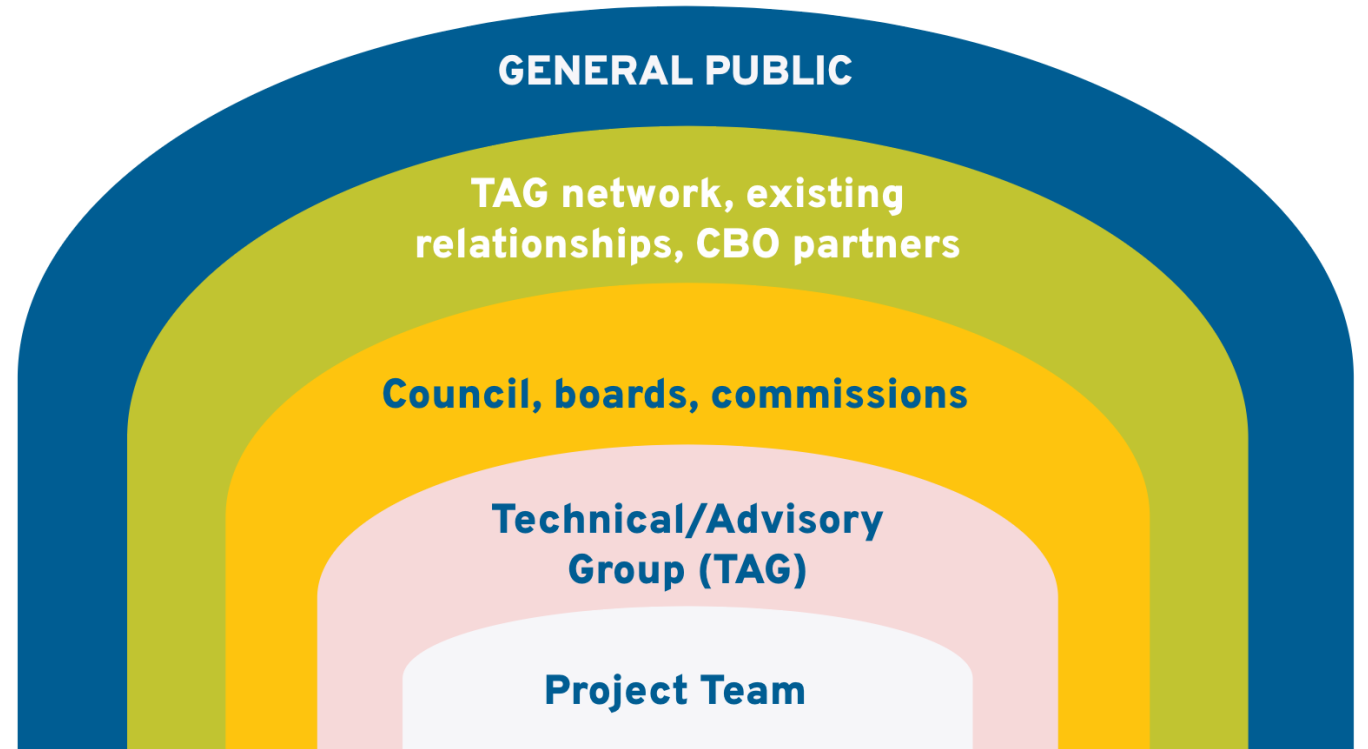 GENERAL PUBLIC
TAG network, existing
relationships, CBO partners
Council, boards, commissions
Technical/Advisory
Group (TAG)
Project Team